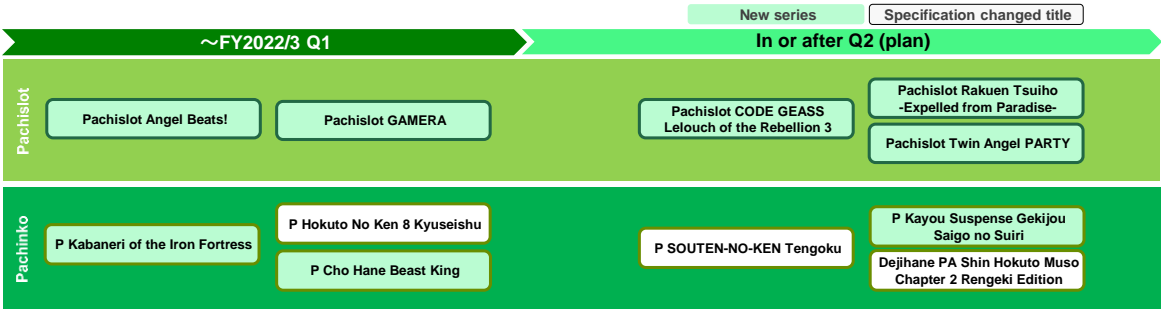 New series
Specification changed title
～FY2022/3 Q1
In or after Q2 (plan)
Pachislot
Pachislot Angel Beats!
Pachislot GAMERA
Pachislot CODE GEASS
Lelouch of the Rebellion 3
Pachislot Rakuen Tsuiho
-Expelled from Paradise-
Pachislot Twin Angel PARTY
Pachinko
P Kabaneri of the Iron Fortress
P Hokuto No Ken 8 Kyuseishu
P Cho Hane Beast King
P SOUTEN-NO-KEN Tengoku
P Kayou Suspense Gekijou
Saigo no Suiri
Dejihane PA Shin Hokuto Muso
Chapter 2 Rengeki Edition